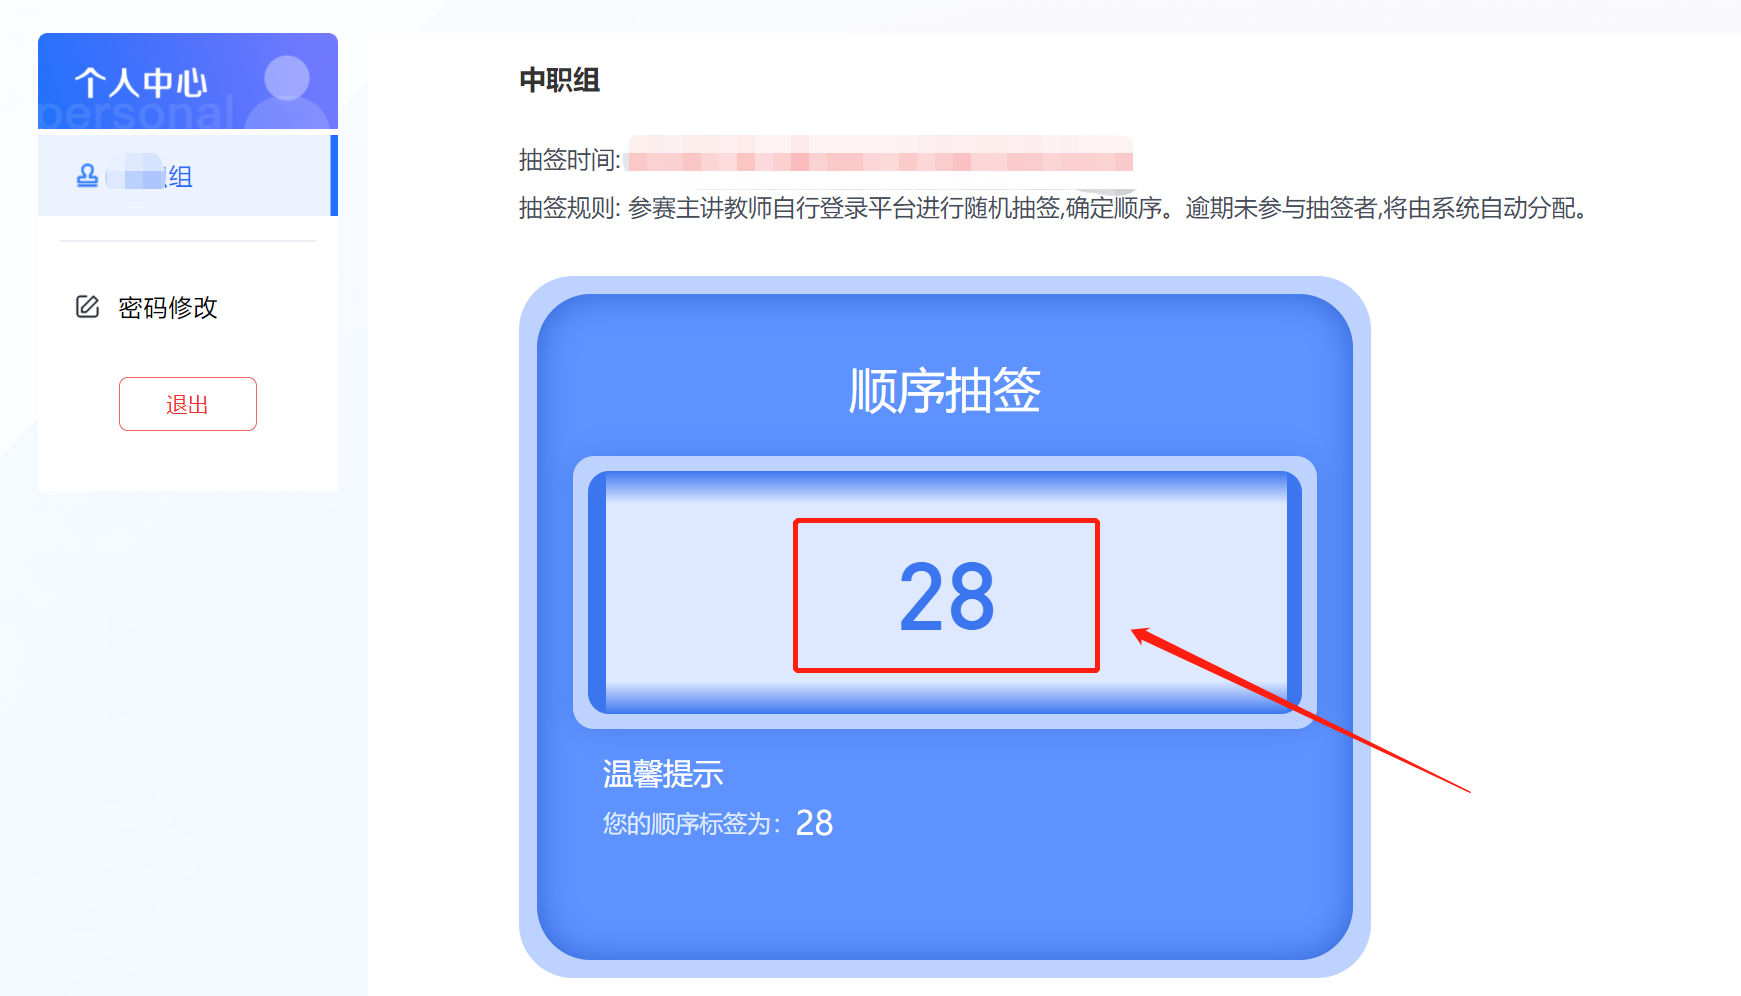 个人中心
personal
组
密码修改
退出
中职组
抽签时间:
抽签规则: 参赛主讲教师自行登录平台进行随机抽签,确定顺序。逾期未参与抽签者,将由系统自动分配。
顺序抽签
28
温馨提示
您的顺序标签为：28